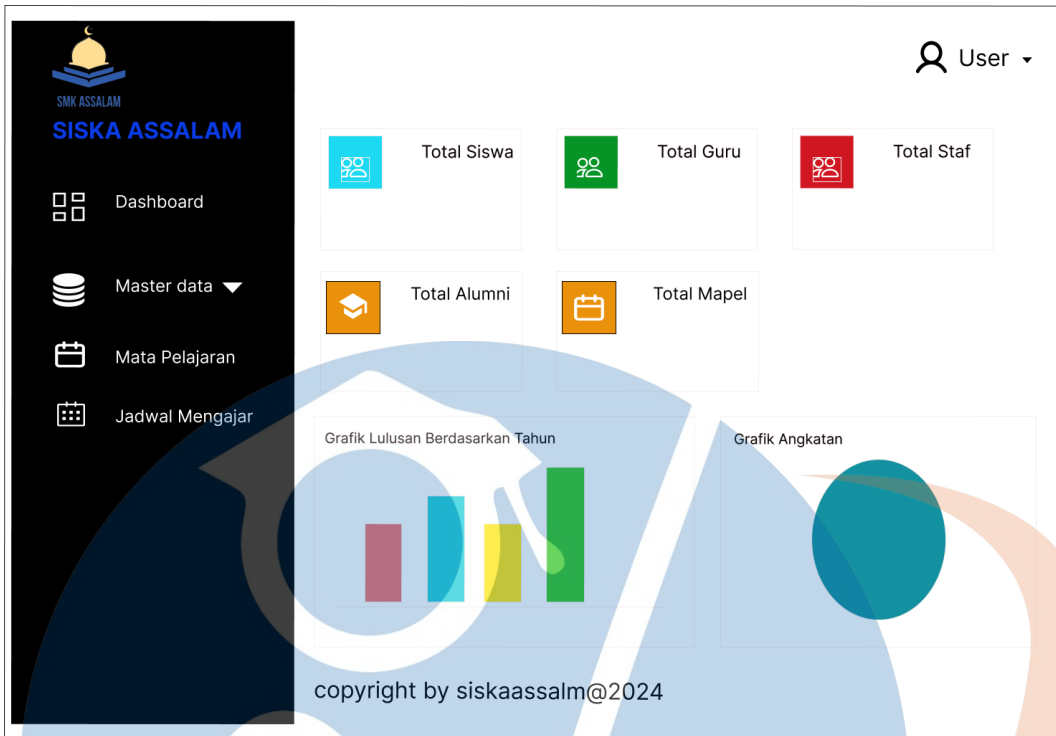 SMK ASSALAM
SISKA ASSALAM
Dashboard
Master data
Mata Pelajaran
Jadwal Mengajar
User
Total Siswa
Total Guru
Total Staf
Total Alumni
Total Mapel
Grafik Lulusan Berdasarkan Tahun
Grafik Angkatan
copyright by siskaassalm@2024